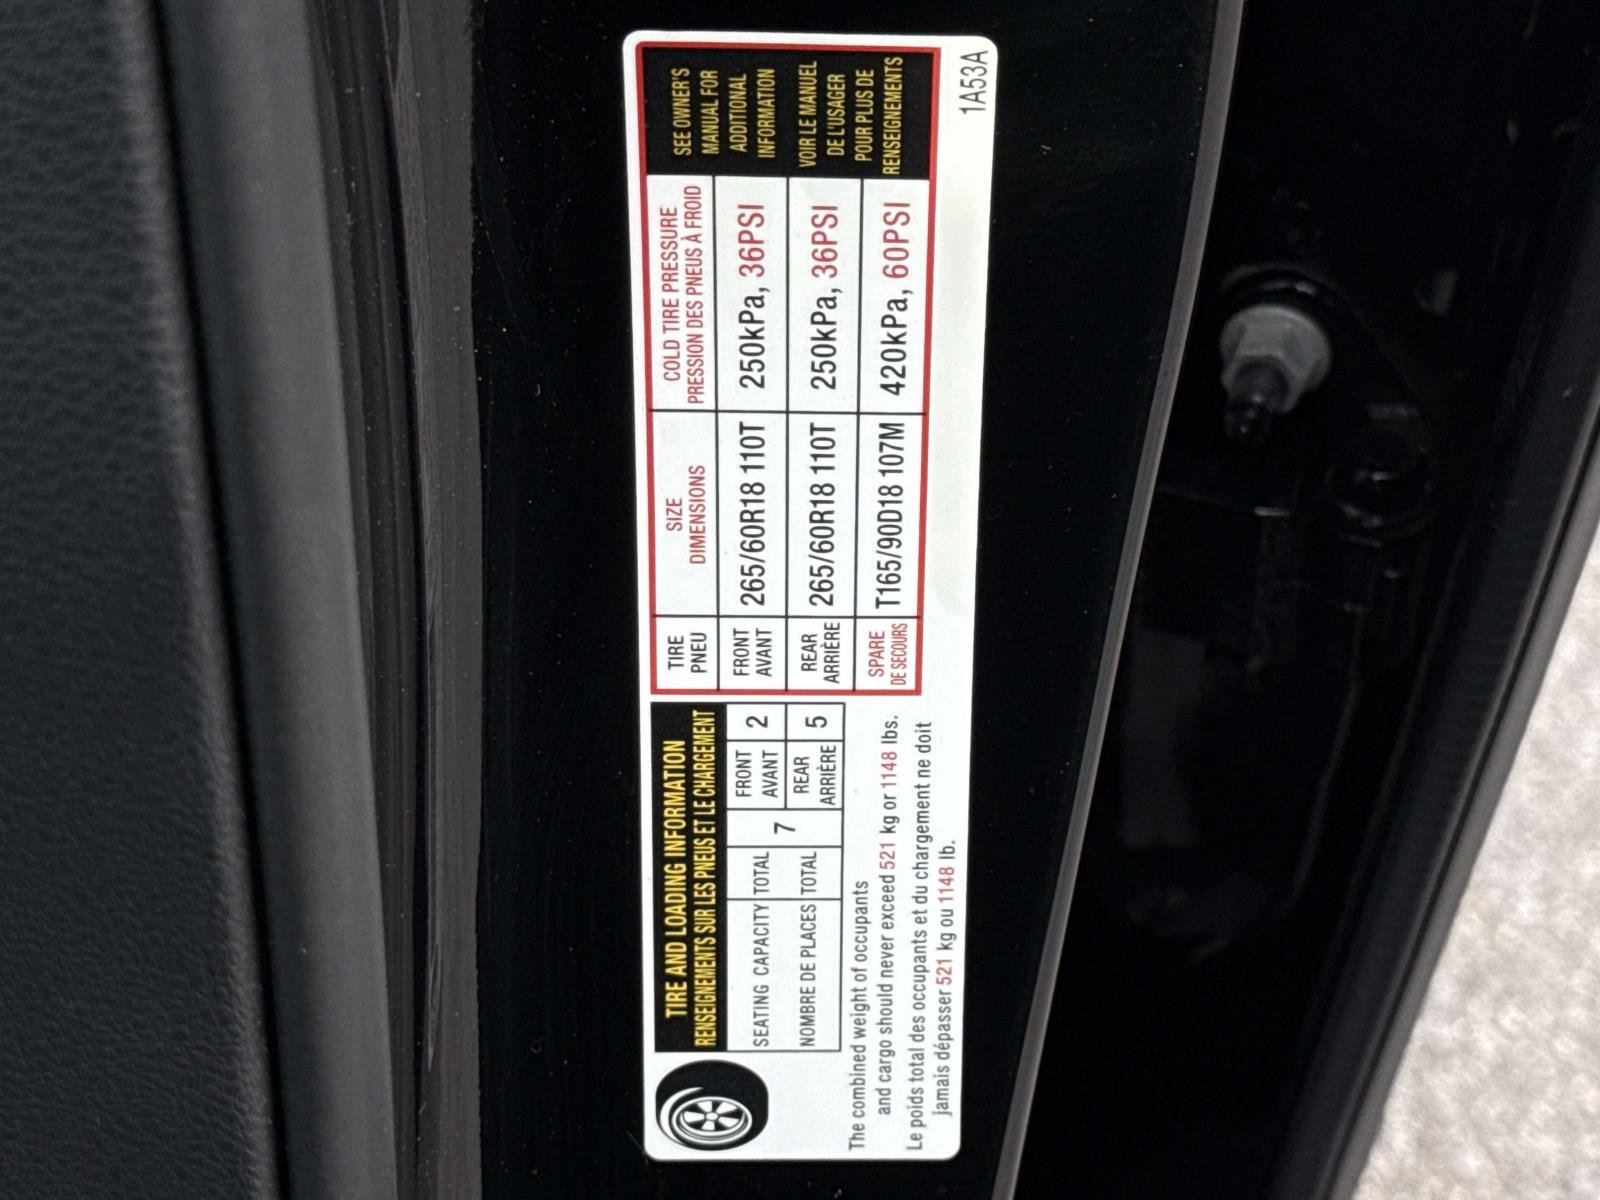 TIRE AND LOADING INFORMATION
RENSEIGNEMENTS SUR LES PNEUS ET LE CHARGEMENT
SEATING CAPACITY TOTAL 7 FRONT 2
NOMBRE DE PLACES TOTAL AVANT
REAR 5
ARRIÈRE
The combined weight of occupants
and cargo should never exceed 521 kg or 1148 lbs.
Le poids total des occupants et du chargement ne doit
jamais dépasser 521 kg ou 1148 lb.
TIRE
PNEU
SIZE
DIMENSIONS
COLD TIRE PRESSURE
PRESSION DES PNEUS À FROID
FRONT
AVANT
265/60R18 110T
250kPa, 36PSI
REAR
ARRIÈRE
265/60R18 110T
250kPa, 36PSI
SPARE
DE SECOURS
T165/90D18 107M
420kPa, 60PSI
SEE OWNER'S
MANUAL FOR
ADDITIONAL
INFORMATION
VOIR LE MANUEL
DE L'USAGER
POUR PLUS DE
RENSEIGNEMENTS
1A53A